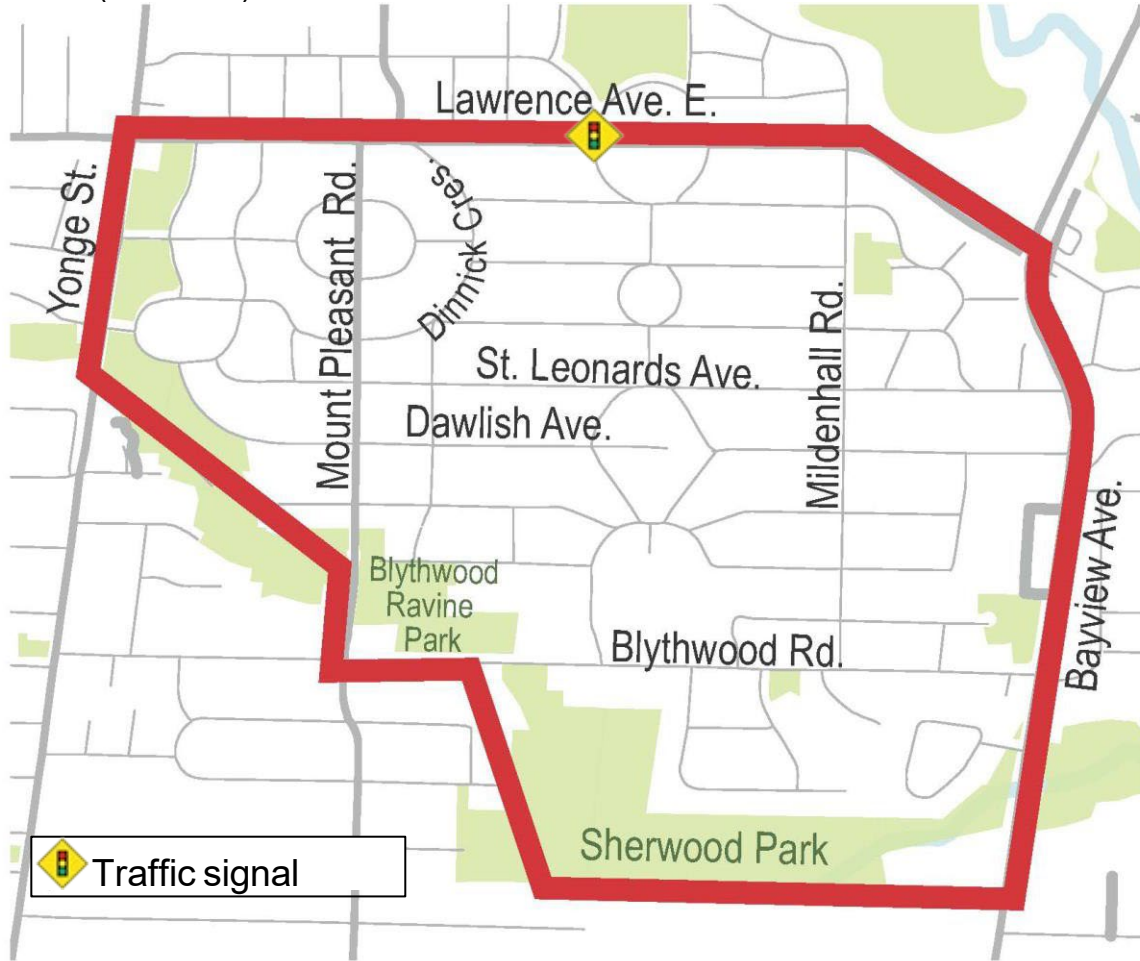 Lawrence Ave. E.
Yonge St.
Mount Pleasant Rd.
Dinnick Cres.
St. Leonards Ave.
Dawlish Ave.
Mildenhall Rd.
Bayview Ave.
Blythwood
Ravine
Park
Blythwood Rd.
Sherwood Park
Traffic signal